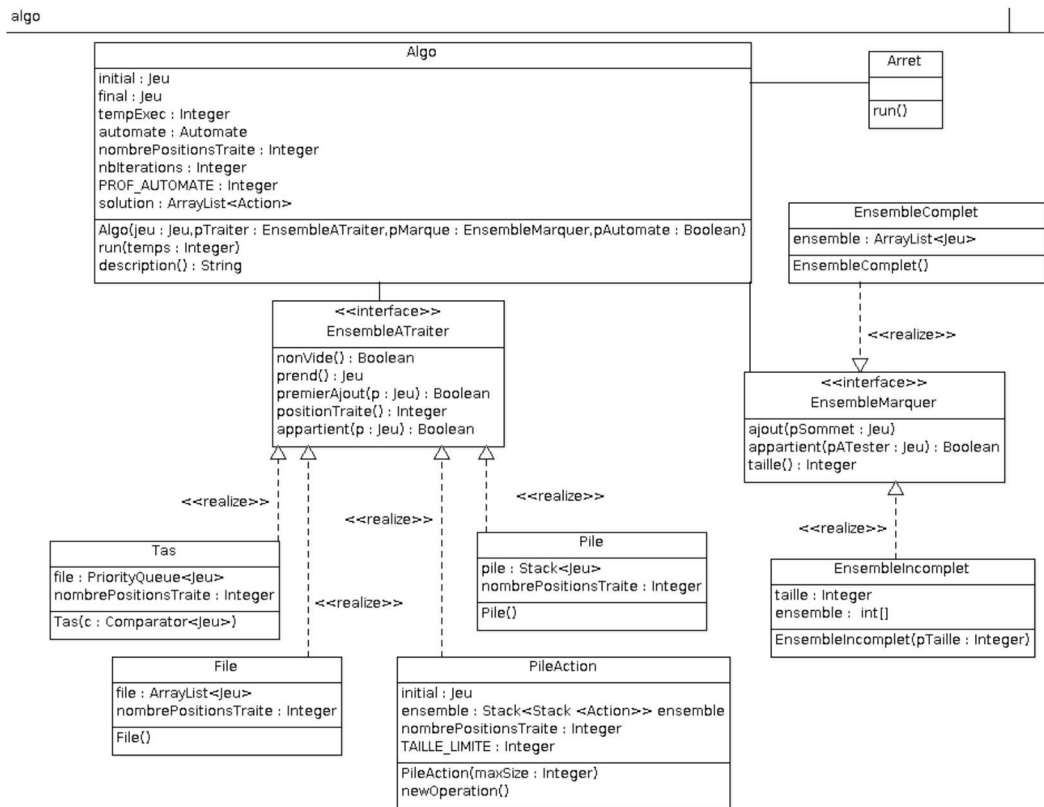 algo
Algo
initial : Jeu
final : Jeu
tempExec : Integer
automate : Automate
nombrePositionsTraite : Integer
nbIterations : Integer
PROF_AUTOMATE : Integer
solution : ArrayList<Action>
Algo(jeu : Jeu,pTraiter : EnsembleATraiter,pMarque : EnsembleMarquer,pAutomate : Boolean)
run(temps : Integer)
description() : String
Arret
run()
EnsembleComplet
ensemble : ArrayList<Jeu>
EnsembleComplet()
<<realize>>
<<interface>>
EnsembleATraiter
nonVide() : Boolean
prend() : Jeu
premierAjout(p : Jeu) : Boolean
positionTraite() : Integer
appartient(p : Jeu) : Boolean
<<interface>>
EnsembleMarquer
ajout(pSommet : Jeu)
appartient(pATester : Jeu) : Boolean
taille() : Integer
<<realize>>
<<realize>>
<<realize>>
<<realize>>
<<realize>>
Tas
file : PriorityQueue<Jeu>
nombrePositionsTraite : Integer
Tas(c : Comparator<Jeu>)
Pile
pile : Stack<Jeu>
nombrePositionsTraite : Integer
Pile()
EnsembleIncomplet
taille : Integer
ensemble :  int[]
EnsembleIncomplet(pTaille : Integer)
File
file : ArrayList<Jeu>
nombrePositionsTraite : Integer
File()
PileAction
initial : Jeu
ensemble : Stack<Stack <Action>> ensemble
nombrePositionsTraite : Integer
TAILLE_LIMITE : Integer
PileAction(maxSize : Integer)
newOperation()